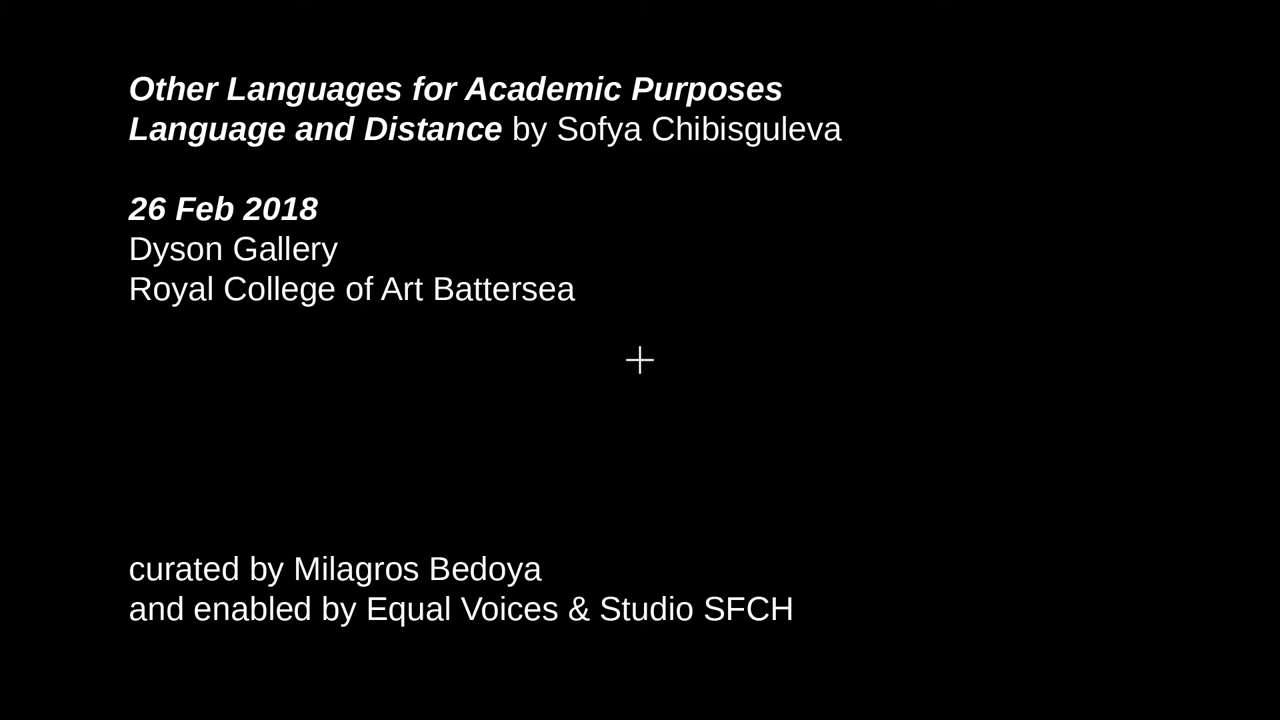 Other Languages for Academic Purposes
Language and Distance by Sofya Chibisguleva
26 Feb 2018
Dyson Gallery
Royal College of Art Battersea
curated by Milagros Bedoya
and enabled by Equal Voices & Studio SFCH